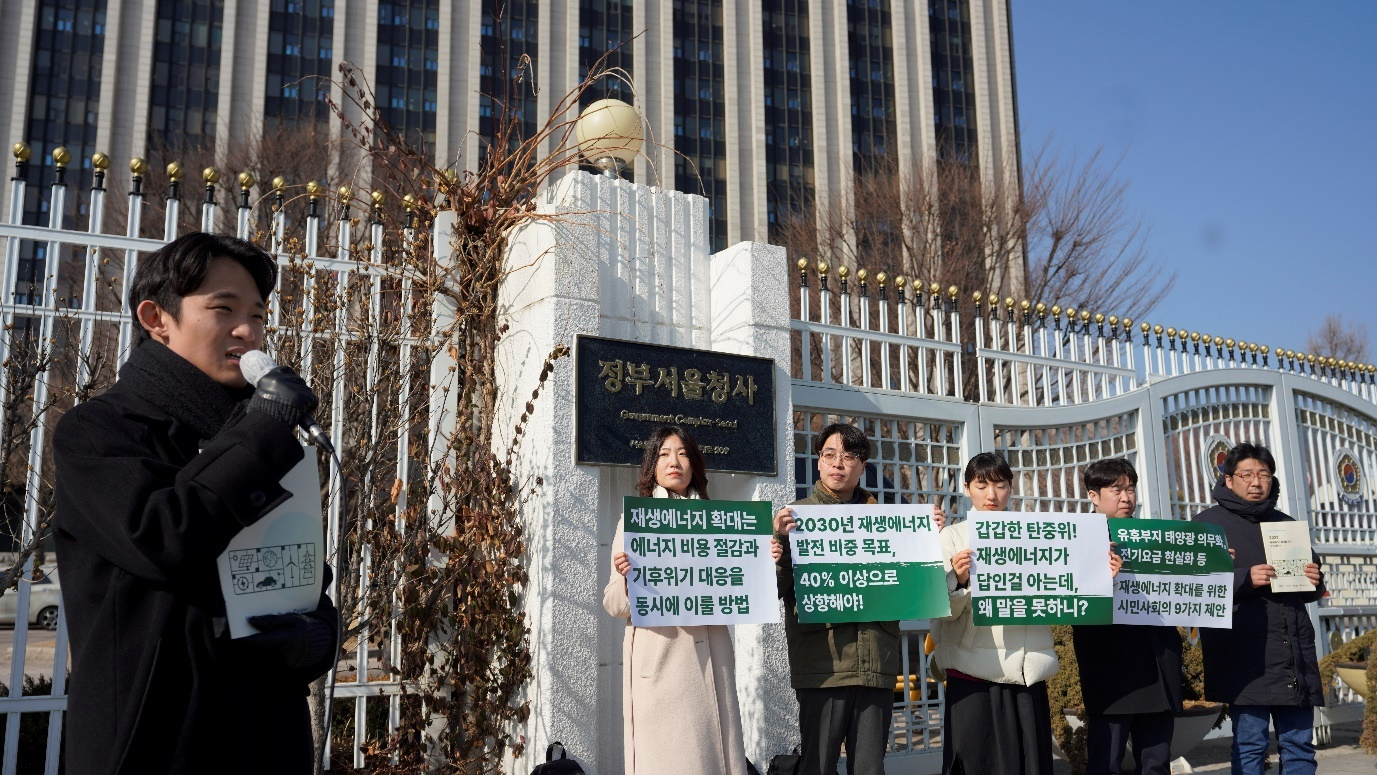 정부서울청사
Government Complex-Seoul
재생에너지 확대는
에너지 비용 절감과
기후위기 대응을
동시에 이룰 방법
2030년 재생에너지
발전 비중 목표,
40% 이상으로
상향해야!
갑갑한 탄중위!
재생에너지가
답인걸 아는데,
왜 말을 못하니?
유휴부지 태양광 의무화,
전기요금 현실화 등
재생에너지 확대를 위한
시민사회의 9가지 제안